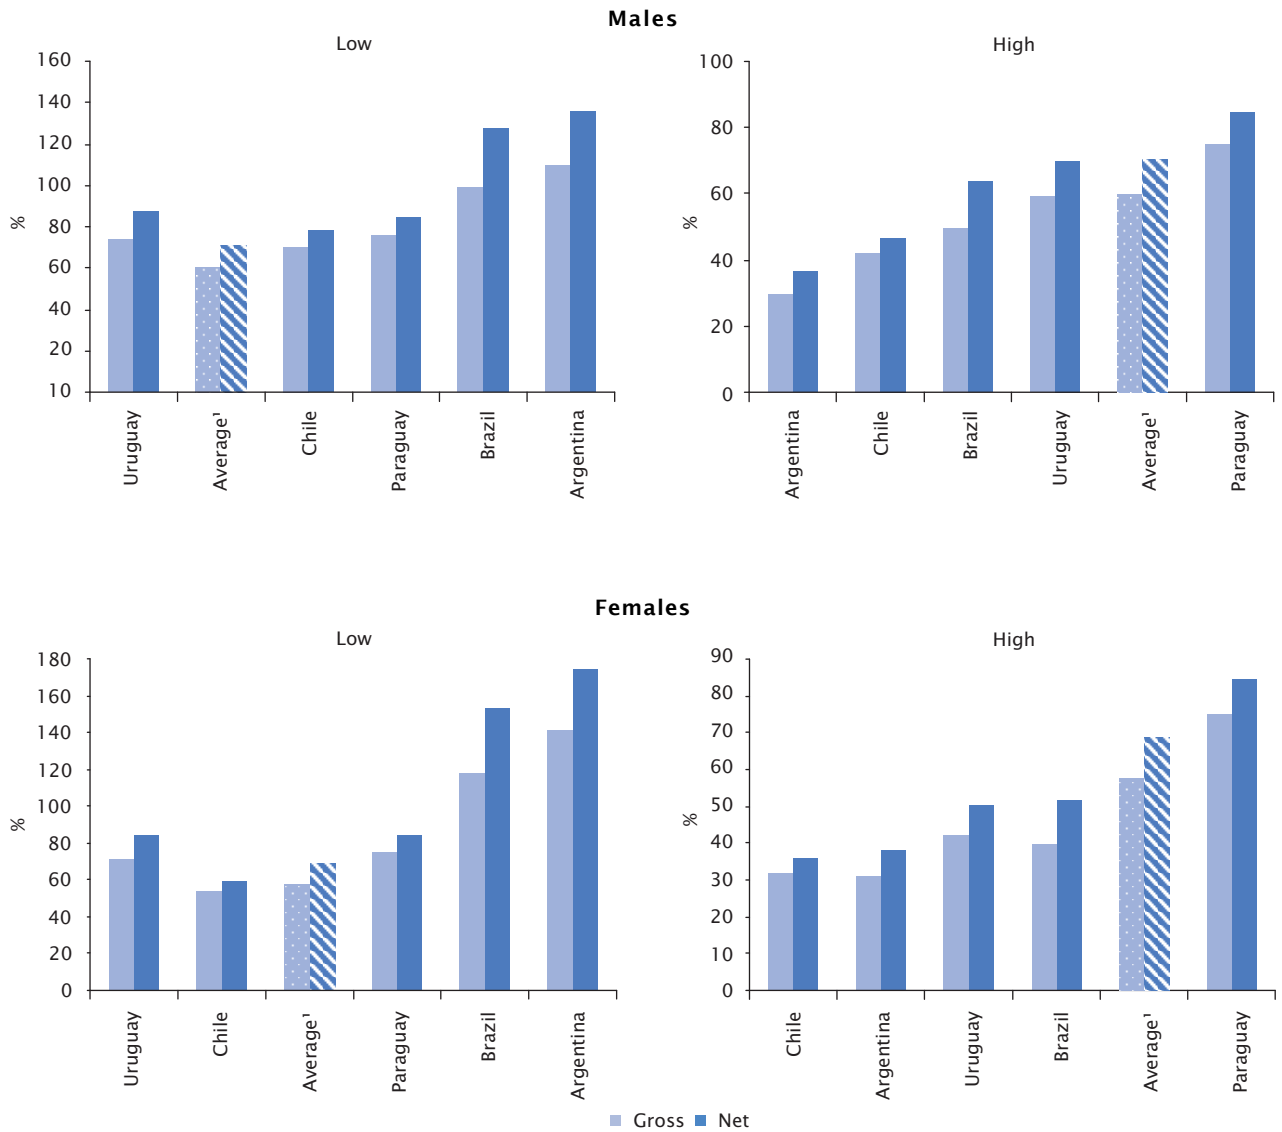 Males
Low
160
140
120
100
80
60
40
20
10
%
Uruguay
Average¹
Chile
Paraguay
Brazil
Argentina
High
100
80
60
40
20
0
%
Argentina
Chile
Brazil
Uruguay
Average¹
Paraguay
Females
Low
180
160
140
120
100
80
60
40
20
0
%
Uruguay
Chile
Average¹
Paraguay
Brazil
Argentina
High
90
80
70
60
50
40
30
20
10
0
%
Chile
Argentina
Uruguay
Brazil
Average¹
Paraguay
Gross Net